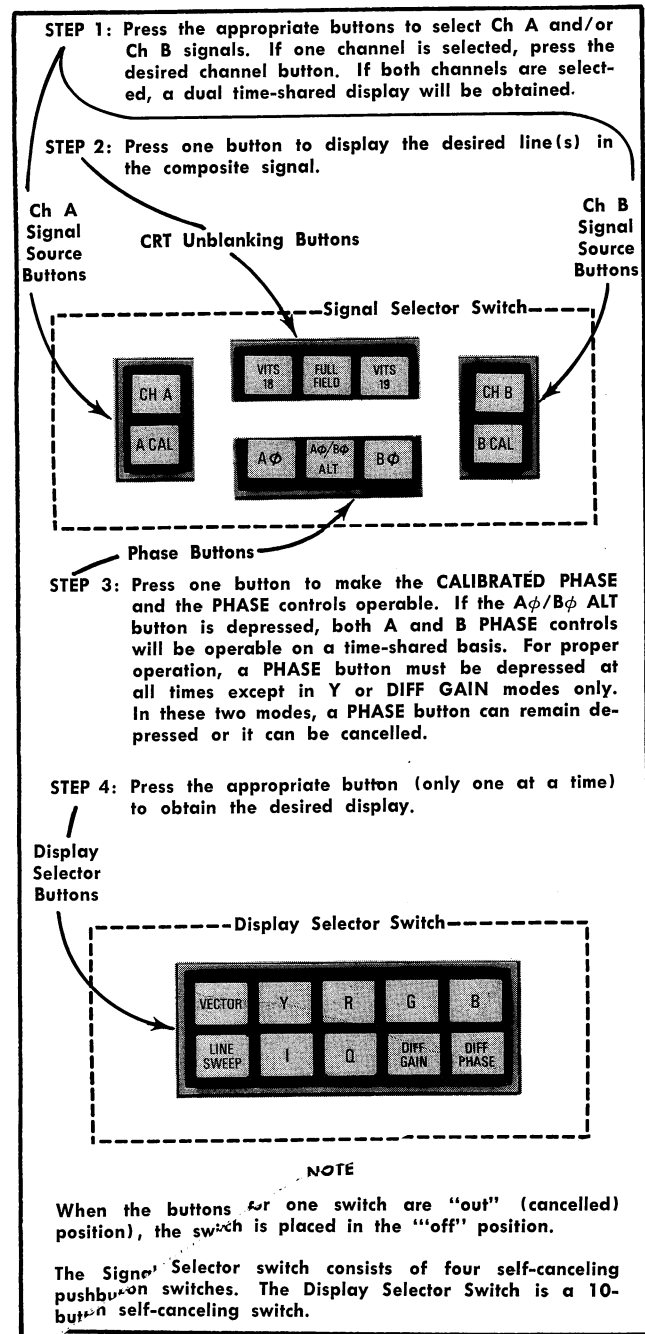 STEP 1: Press the appropriate buttons to select Ch A and/or
Ch B signals. If one channel is selected, press the
desired channel button. If both channels are select-
ed, a dual time-shared display will be obtained.
STEP 2: Press one button to display the desired line(s) in
the composite signal.
Ch A
Signal
Source
Buttons
CRT Unblanking Buttons
Ch B
Signal
Source
Buttons
Signal Selector Switch
CH A
A CAL
VITS
18
FULL
FIELD
VITS
19
AΦ
AΦ/BΦ
ALT
BΦ
CH B
B CAL
Phase Buttons
STEP 3: Press one button to make the CALIBRATED PHASE
and the PHASE controls operable. If the Aϕ/Bϕ ALT
button is depressed, both A and B PHASE controls
will be operable on a time-shared basis. For proper
operation, a PHASE button must be depressed at
all times except in Y or DIFF GAIN modes only.
In these two modes, a PHASE button can remain de-
pressed or it can be cancelled.
STEP 4: Press the appropriate button (only one at a time)
to obtain the desired display.
Display
Selector
Buttons
Display Selector Switch
VECTOR Y R G B
LINE
SWEEP
I Q
DIFF
GAIN
DIFF
PHASE
NOTE
When the buttons for one switch are "out" (cancelled)
position), the switch is placed in the "'off" position.
The Signal Selector switch consists of four self-canceling
pushbutton switches. The Display Selector Switch is a 10-
button self-canceling switch.